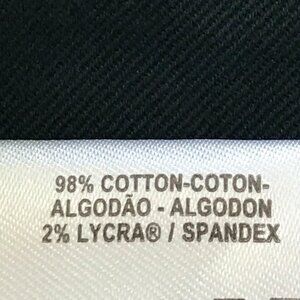 98% COTTON-COTON-
ALGODÃO - ALGODON
2% LYCRA® / SPANDEX